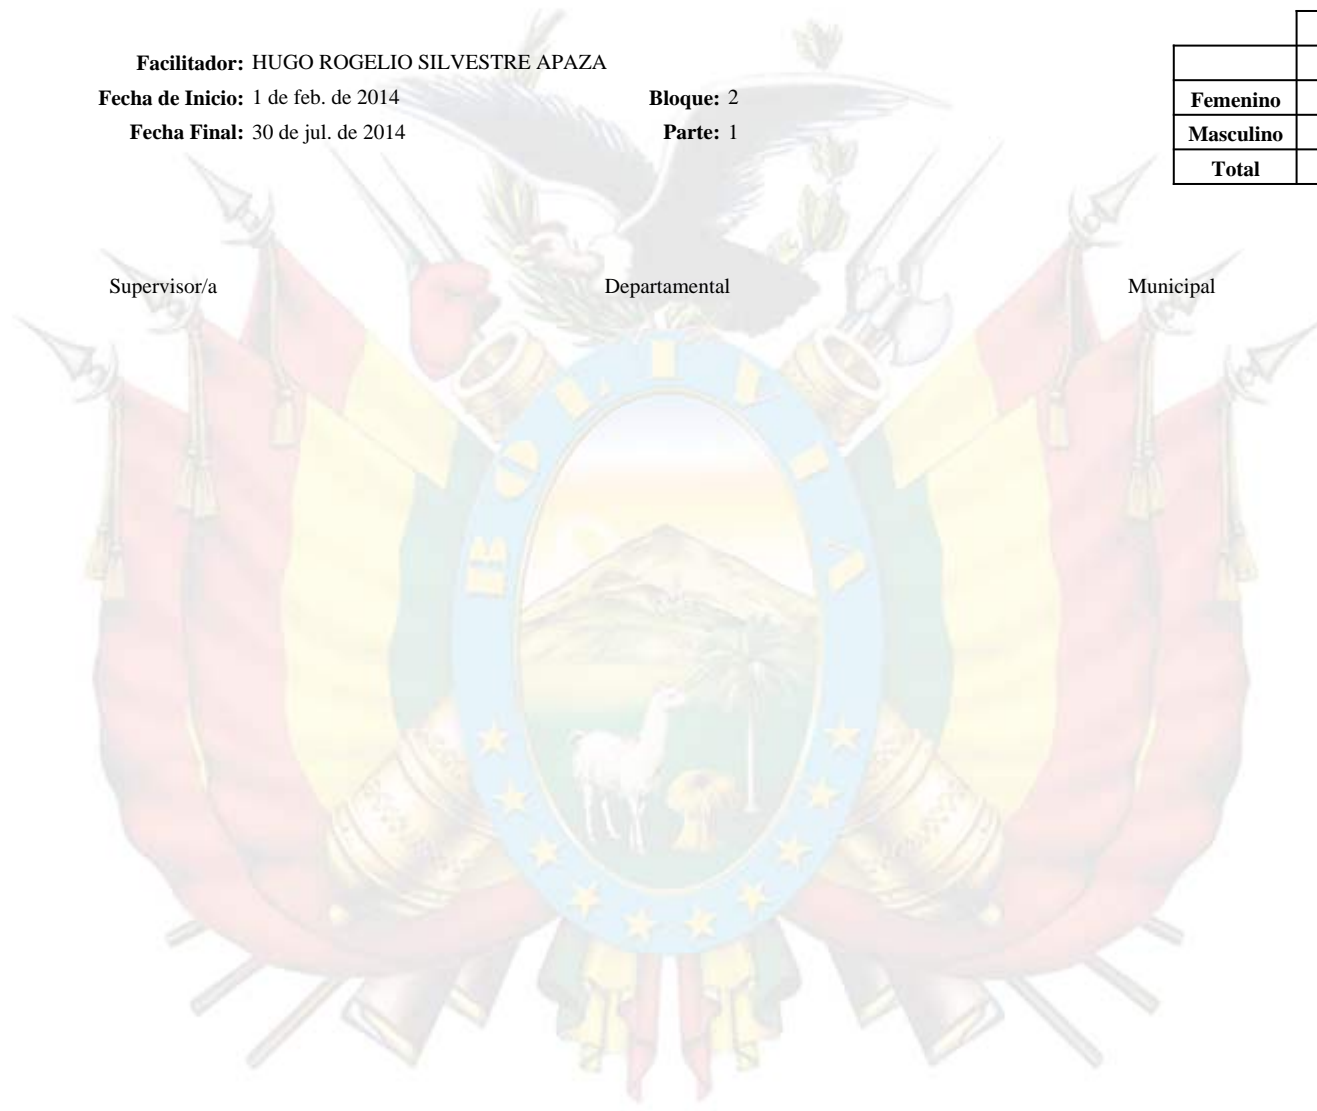 Facilitador: HUGO ROGELIO SILVESTRE APAZA
Fecha de Inicio: 1 de feb. de 2014 Bloque: 2
Fecha Final: 30 de jul. de 2014 Parte: 1
Femenino
Masculino
Total
Supervisor/a Departamental Municipal
BOLIVIA